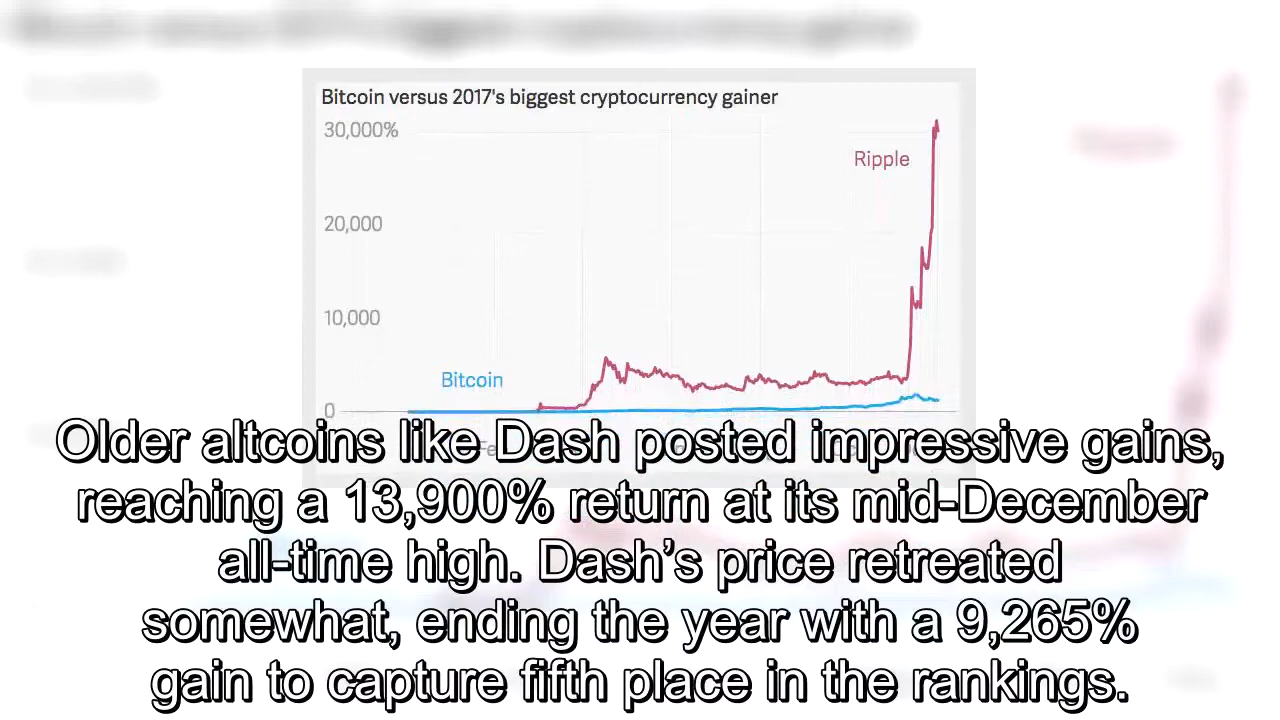 Bitcoin versus 2017's biggest cryptocurrency gainer
30,000%
Ripple
20,000
10,000
Bitcoin
0
Older altcoins like Dash posted impressive gains,
reaching a 13,900% return at its mid-December
all-time high. Dash’s price retreated
somewhat, ending the year with a 9,265%
gain to capture fifth place in the rankings.